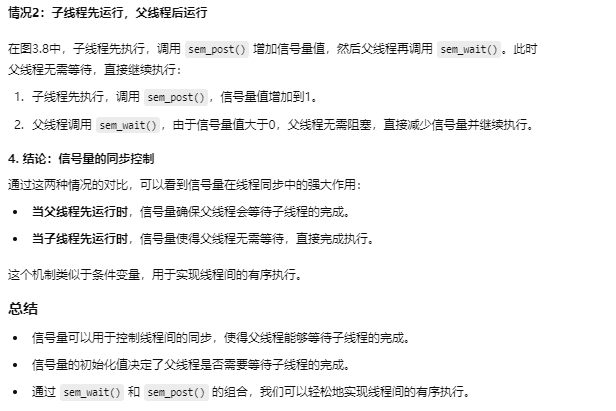 情况2：子线程先运行，父线程后运行
在图3.8中，子线程先执行，调用 sem_post() 增加信号量值，然后父线程再调用 sem_wait()。此时
父线程无需等待，直接继续执行：
1. 子线程先执行，调用 sem_post()，信号量值增加到1。
2. 父线程调用 sem_wait()，由于信号量值大于0，父线程无需阻塞，直接减少信号量并继续执行。
4. 结论：信号量的同步控制
通过这两种情况的对比，可以看到信号量在线程同步中的强大作用：
• 当父线程先运行时，信号量确保父线程会等待子线程的完成。
• 当子线程先运行时，信号量使得父线程无需等待，直接完成执行。
这个机制类似于条件变量，用于实现线程间的有序执行。
总结
• 信号量可以用于控制线程间的同步，使得父线程能够等待子线程的完成。
• 信号量的初始化值决定了父线程是否需要等待子线程的完成。
• 通过 sem_wait() 和 sem_post() 的组合，我们可以轻松地实现线程间的有序执行。